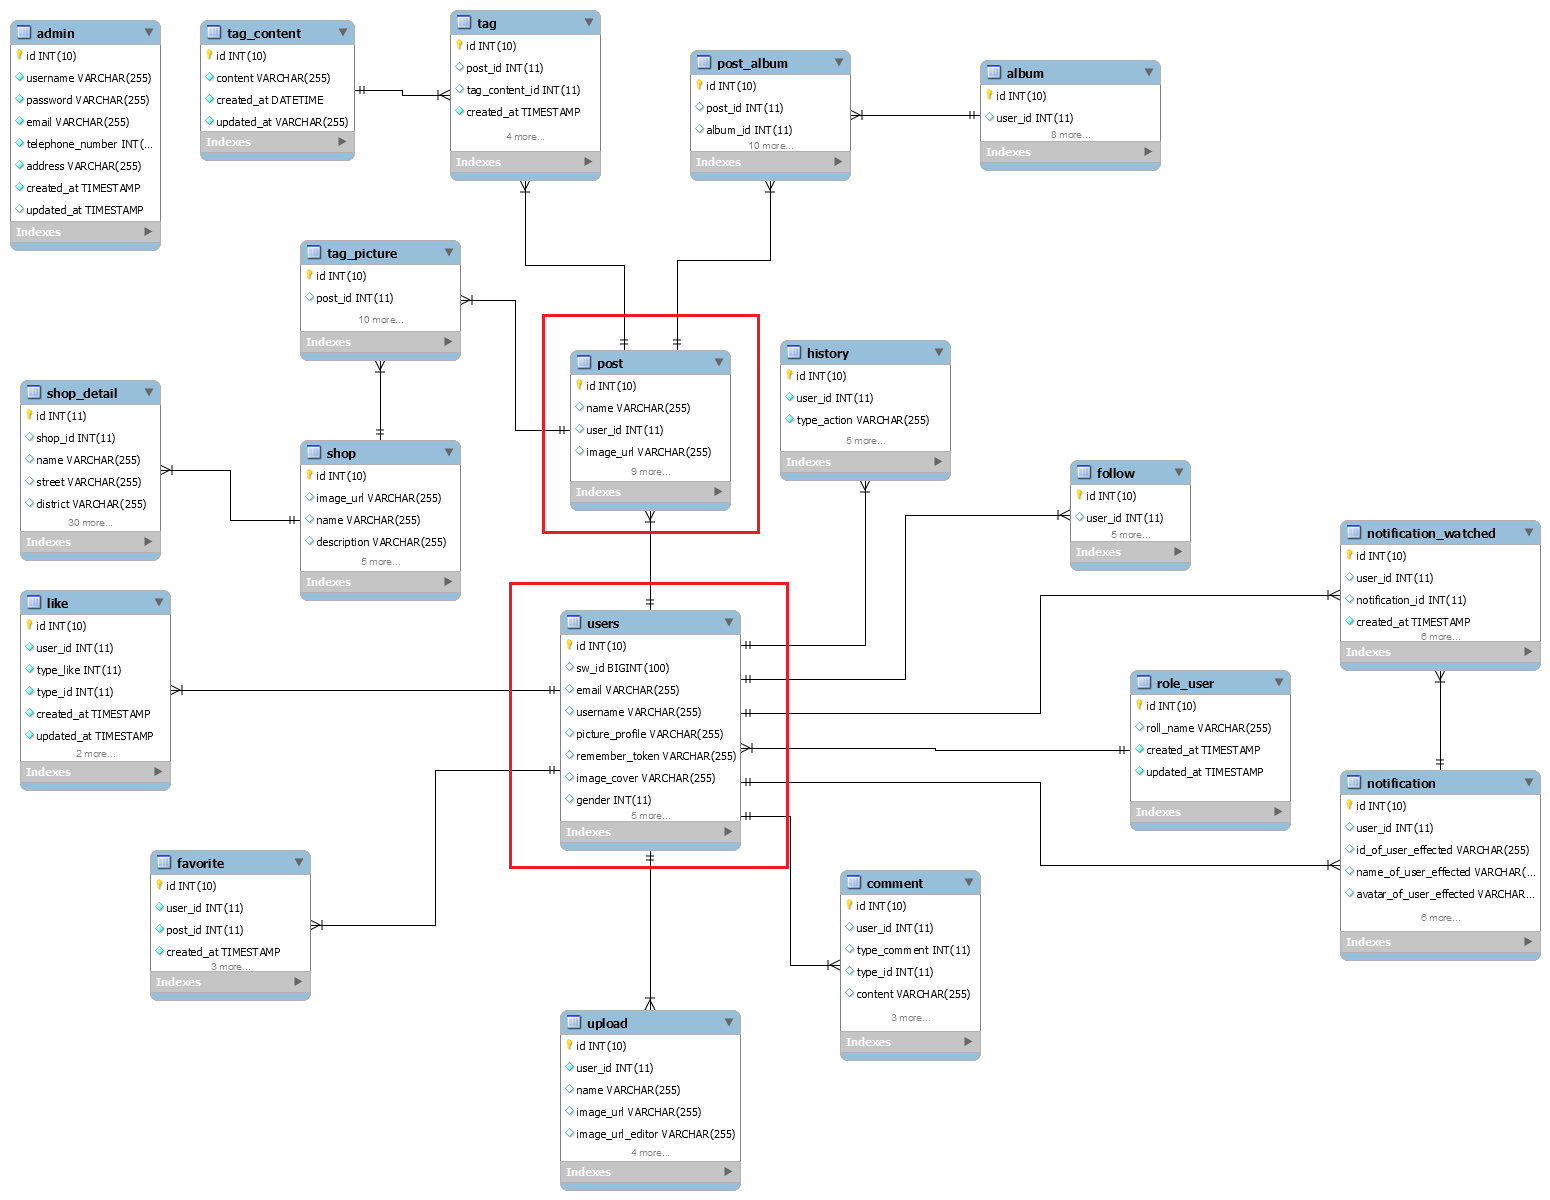 admin
id INT(10)
username VARCHAR(255)
password VARCHAR(255)
email VARCHAR(255)
telephone_number INT(...
address VARCHAR(255)
created_at TIMESTAMP
updated_at TIMESTAMP
Indexes
tag_content
id INT(10)
content VARCHAR(255)
created_at DATETIME
updated_at VARCHAR(255)
Indexes
tag
id INT(10)
post_id INT(11)
tag_content_id INT(11)
created_at TIMESTAMP
4 more...
Indexes
post_album
id INT(10)
post_id INT(11)
album_id INT(11)
10 more...
Indexes
album
id INT(10)
user_id INT(11)
8 more...
Indexes
tag_picture
id INT(10)
post_id INT(11)
10 more...
Indexes
post
id INT(10)
name VARCHAR(255)
user_id INT(11)
image_url VARCHAR(255)
9 more...
Indexes
history
id INT(10)
user_id INT(11)
type_action VARCHAR(255)
5 more...
Indexes
shop_detail
id INT(11)
shop_id INT(11)
name VARCHAR(255)
street VARCHAR(255)
district VARCHAR(255)
30 more...
Indexes
shop
id INT(10)
image_url VARCHAR(255)
name VARCHAR(255)
description VARCHAR(255)
5 more...
Indexes
follow
id INT(10)
user_id INT(11)
5 more...
Indexes
notification_watched
id INT(10)
user_id INT(11)
notification_id INT(11)
created_at TIMESTAMP
6 more...
Indexes
like
id INT(10)
user_id INT(11)
type_like INT(11)
type_id INT(11)
created_at TIMESTAMP
updated_at TIMESTAMP
2 more...
Indexes
users
id INT(10)
sw_id BIGINT(100)
email VARCHAR(255)
username VARCHAR(255)
picture_profile VARCHAR(255)
remember_token VARCHAR(255)
image_cover VARCHAR(255)
gender INT(11)
5 more...
Indexes
role_user
id INT(10)
roll_name VARCHAR(255)
created_at TIMESTAMP
updated_at TIMESTAMP
Indexes
notification
id INT(10)
user_id INT(11)
id_of_user_effected VARCHAR(255)
name_of_user_effected VARCHAR(...
avatar_of_user_effected VARCHAR...
6 more...
Indexes
favorite
id INT(10)
user_id INT(11)
post_id INT(11)
created_at TIMESTAMP
3 more...
Indexes
comment
id INT(10)
user_id INT(11)
type_comment INT(11)
type_id INT(11)
content VARCHAR(255)
3 more...
Indexes
upload
id INT(10)
user_id INT(11)
name VARCHAR(255)
image_url VARCHAR(255)
image_url_editor VARCHAR(255)
4 more...
Indexes